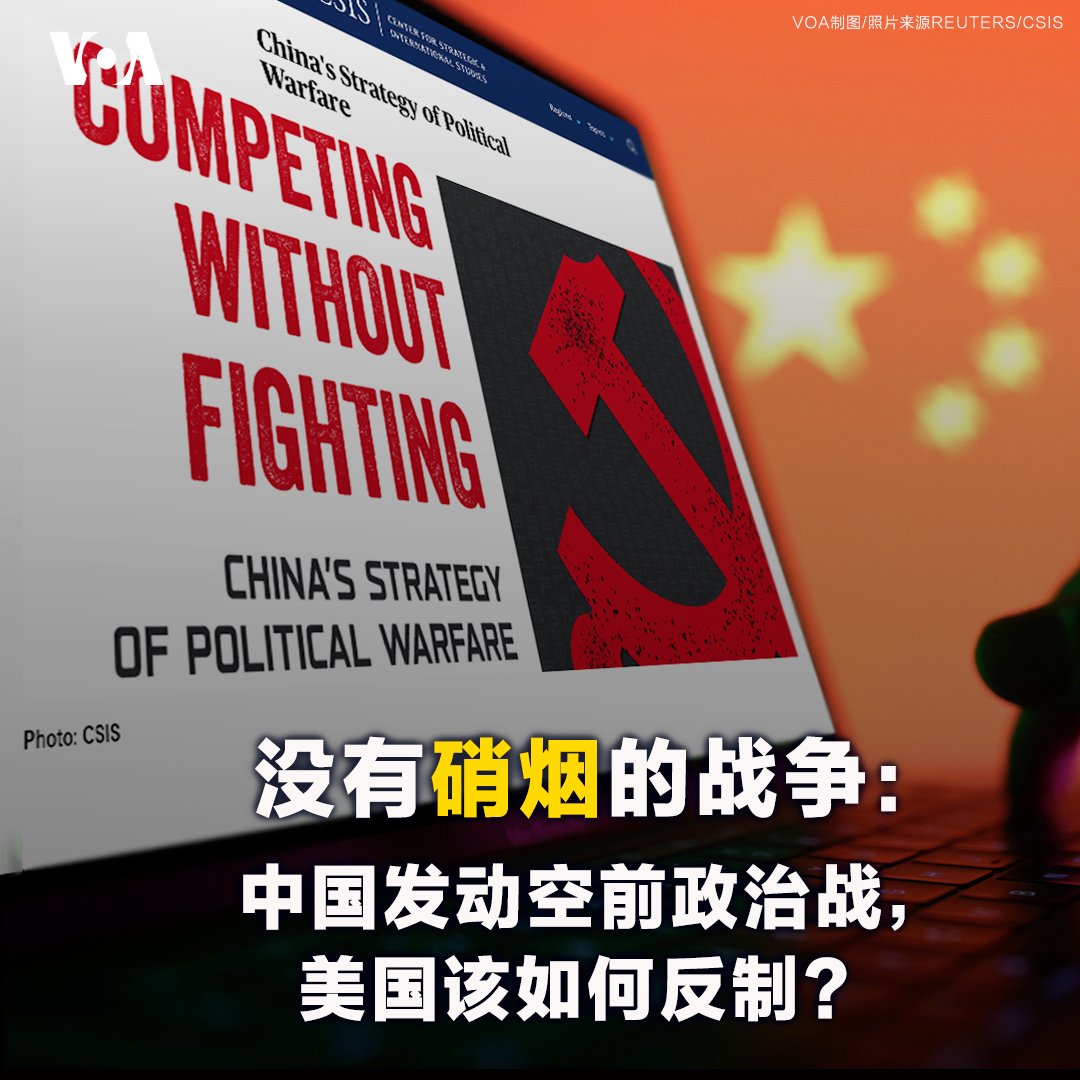 VOA
VOA制图/照片来源REUTERS/CSIS
CSIS
CENTER FOR STRATEGIC &
INTERNATIONAL STUDIES
China's Strategy of Political
Warfare
Regions
Topics
COMPETING
WITHOUT
FIGHTING
CHINA'S STRATEGY
OF POLITICAL WARFARE
Photo: CSIS
没有硝烟的战争：
中国发动空前政治战，
美国该如何反制？